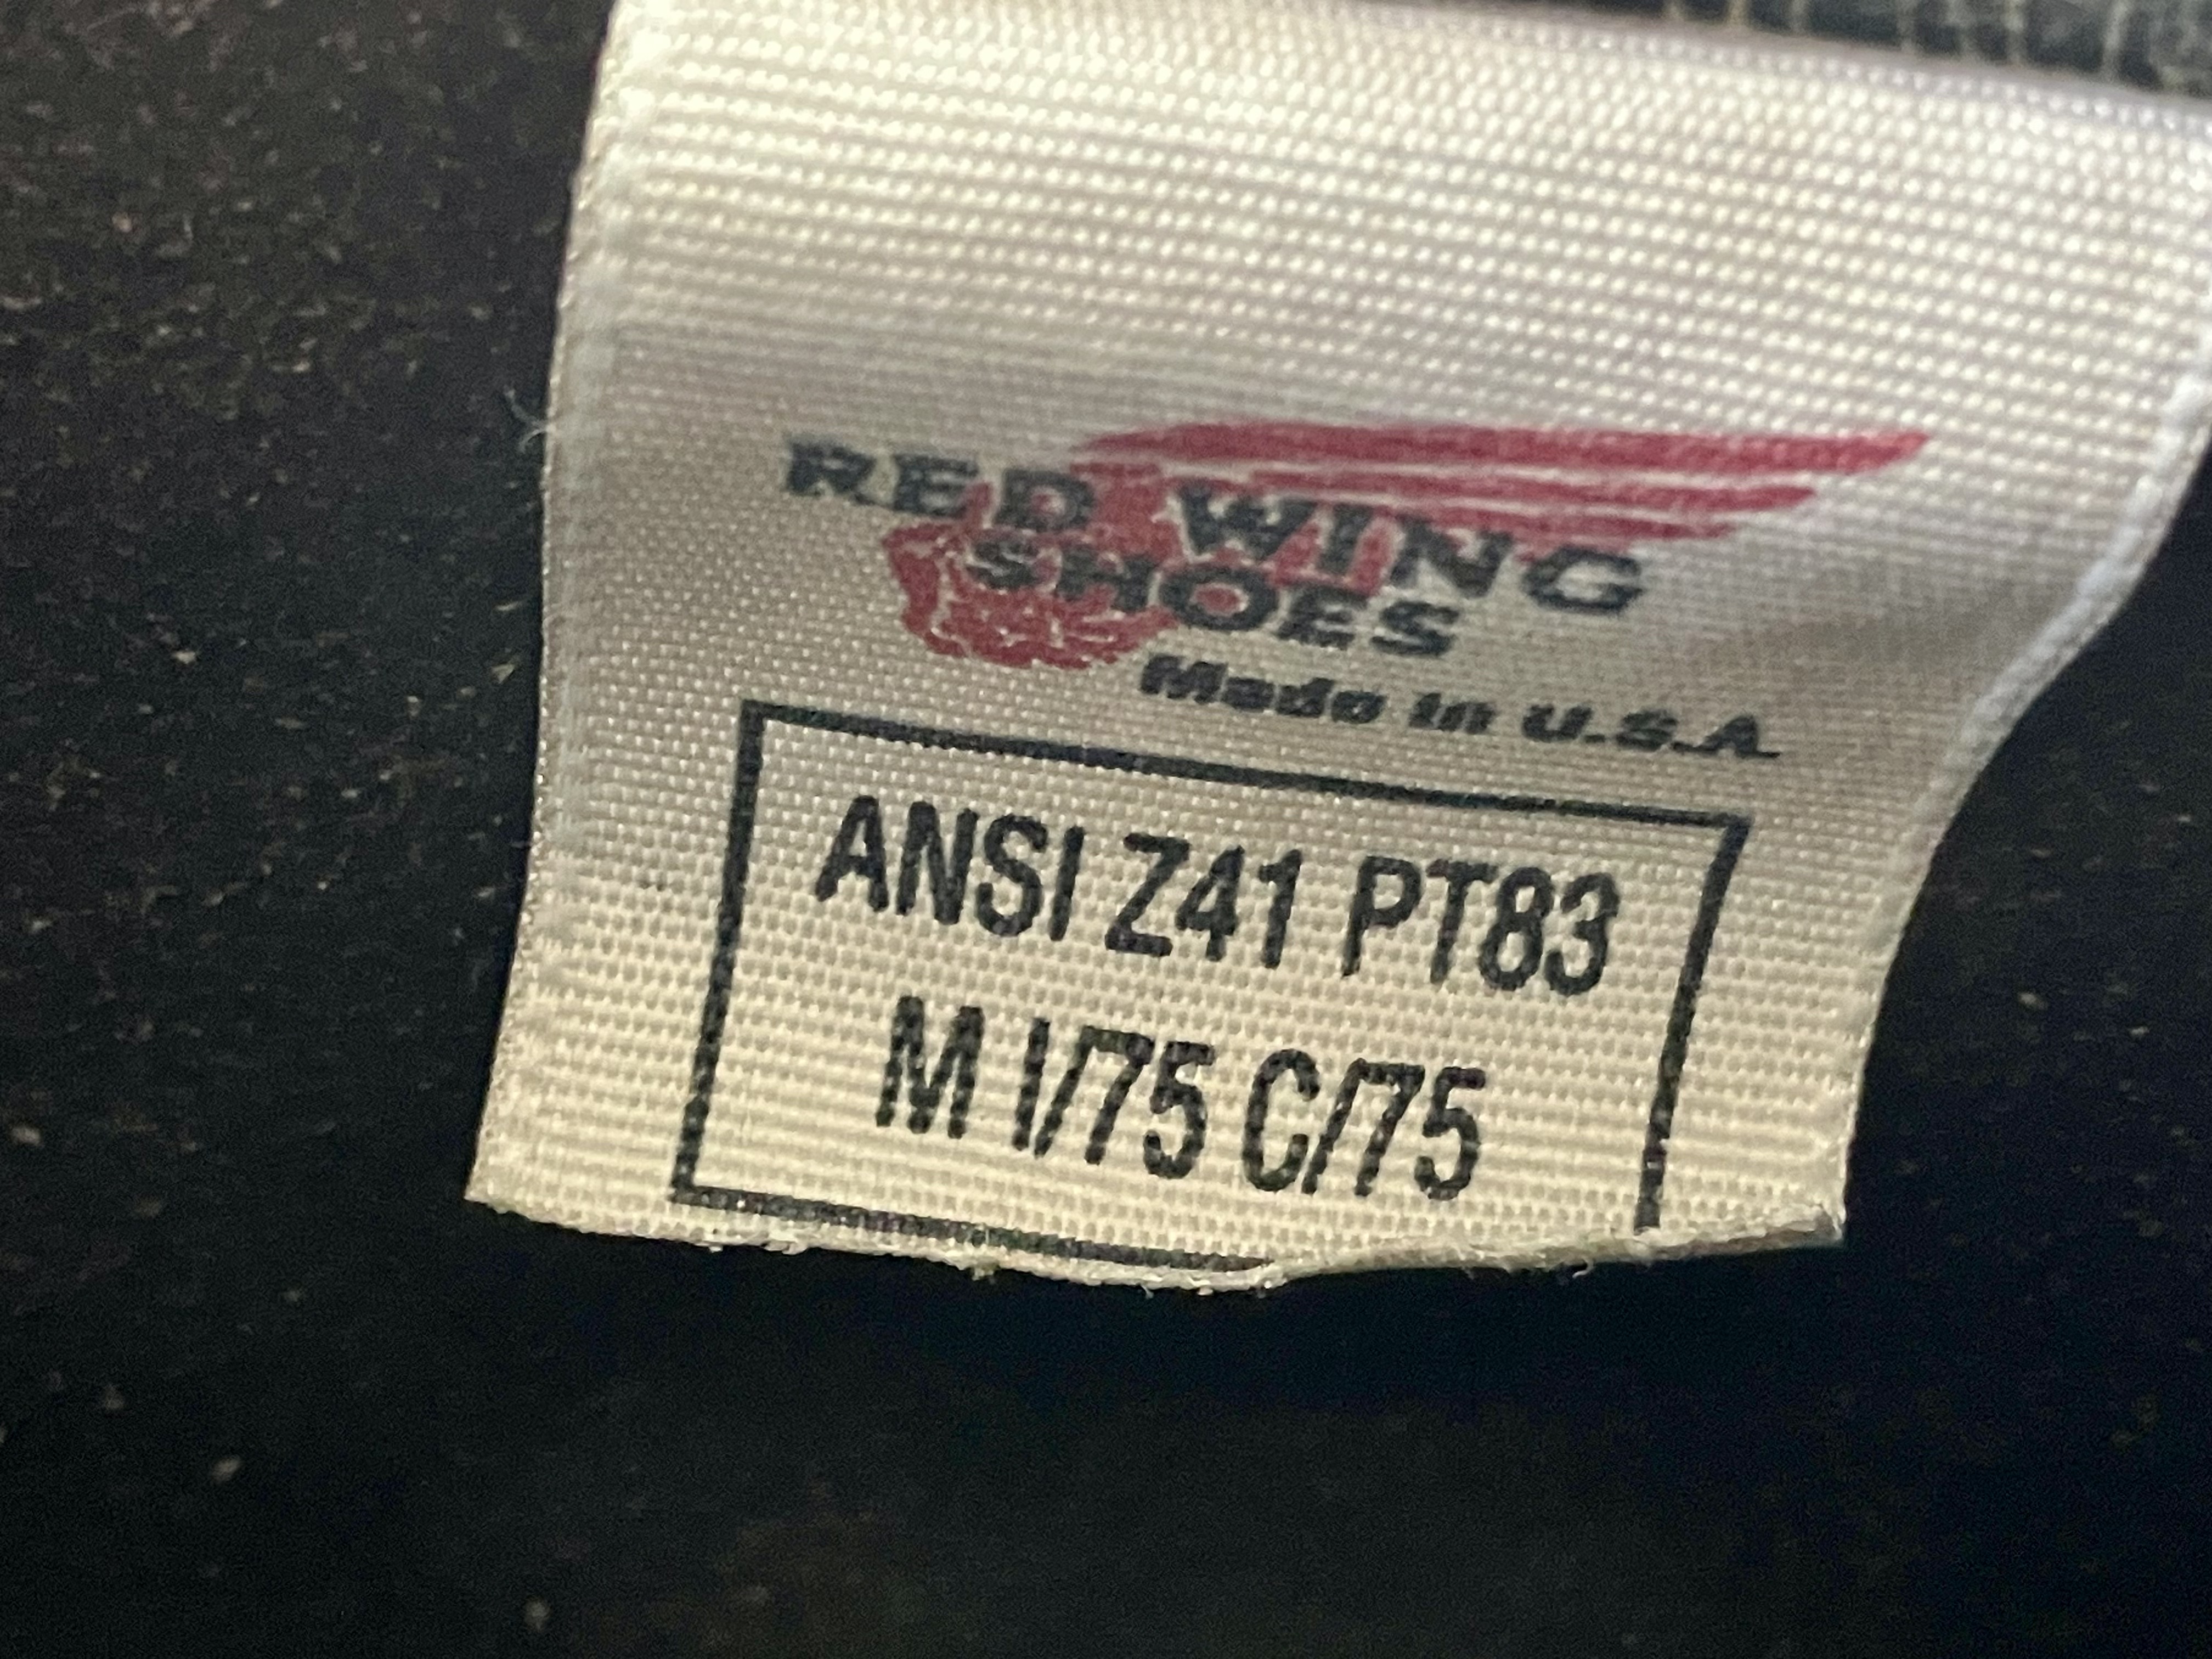 RED WING
SHOES
Made in U.S.A.
ANSI Z41 PT83
M I/75 C/75